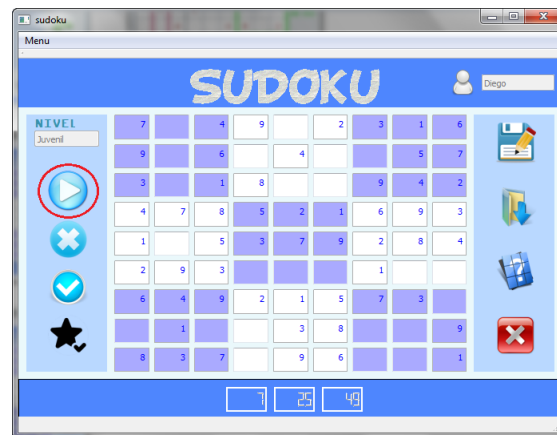 sudoku
Menu
SUDOKU
Diego
NIVEL
Juvenil
7 4 9 2 3 1 6
9 6 4 5 7
3 1 8 9 4 2
4 7 8 5 2 1 6 9 3
1 5 3 7 9 2 8 4
2 9 3 1
6 4 9 2 1 5 7 3
1 3 8 9
8 3 7 9 6 1
7 25 49